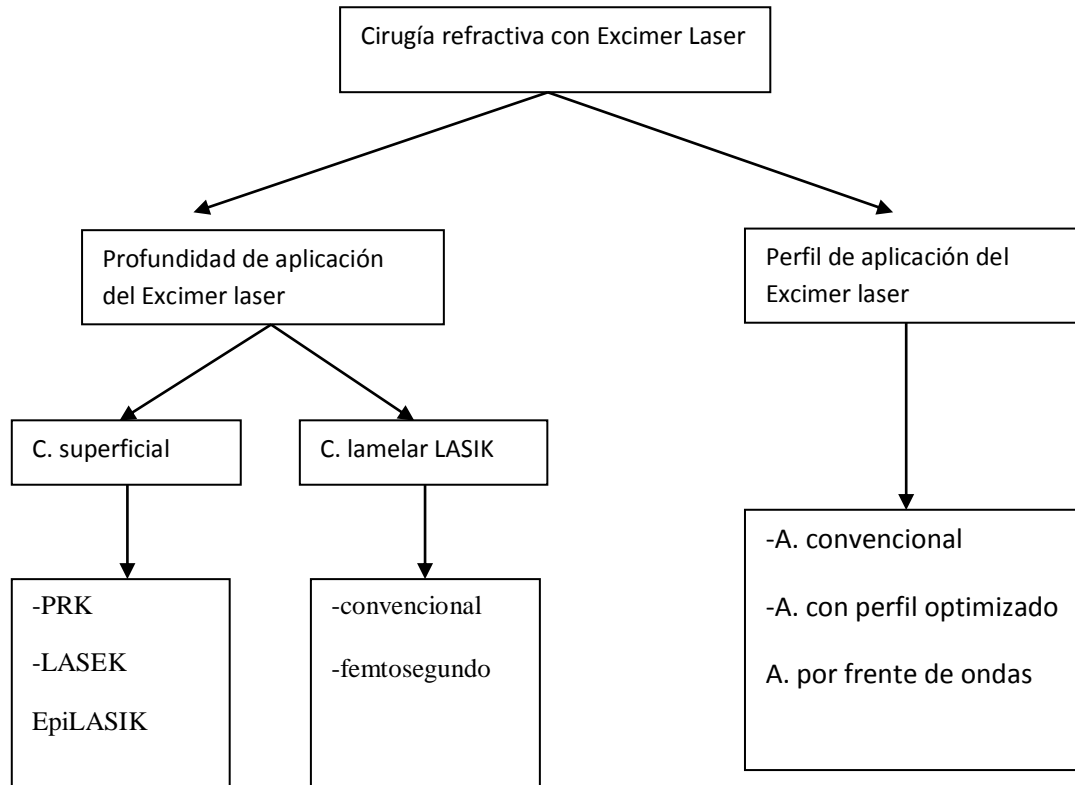 Cirugía refractiva con Excimer Laser
Profundidad de aplicación
del Excimer laser
Perfil de aplicación del
Excimer laser
C. superficial
C. lamelar LASIK
-PRK
-LASEK
EpiLASIK
-convencional
-femtosegundo
-A. convencional
-A. con perfil optimizado
A. por frente de ondas